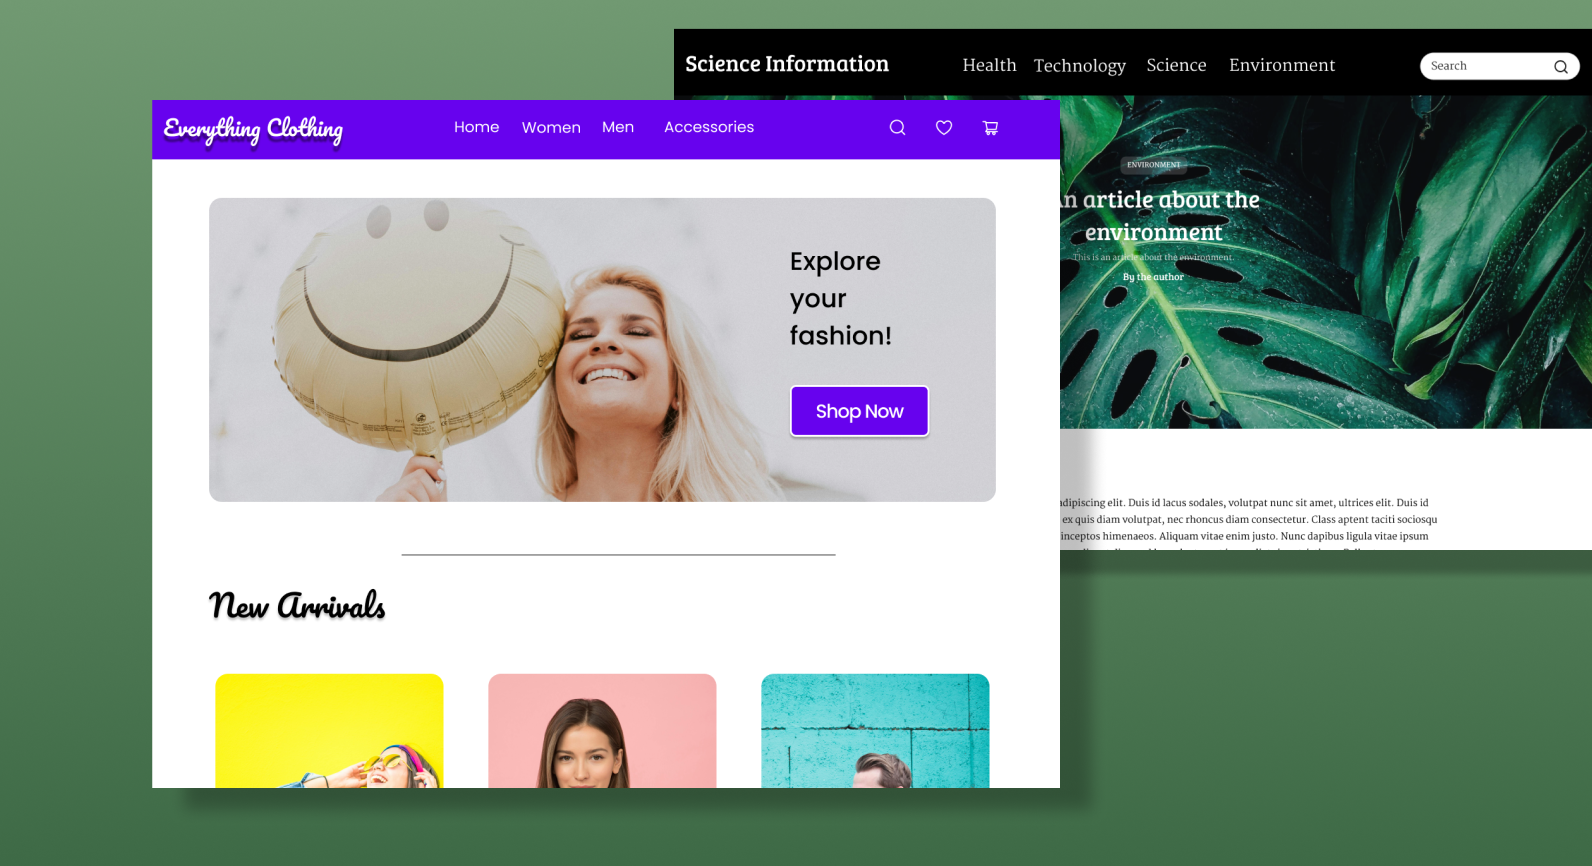 Science Information
Health Technology Science Environment
Search
ENVIRONMENT
article about the
environment
This is an article about the environment.
By the author
adipiscing elit. Duis id lacus sodales, volutpat nunc sit amet, ultrices elit. Duis id
ex quis diam volutpat, nec rhoncus diam consectetur. Class aptent taciti sociosqu
inceptos himenaeos. Aliquam vitae enim justo. Nunc dapibus ligula vitae ipsum
Everything Clothing
Home Women Men Accessories
Explore
your
fashion!
Shop Now
New Arrivals